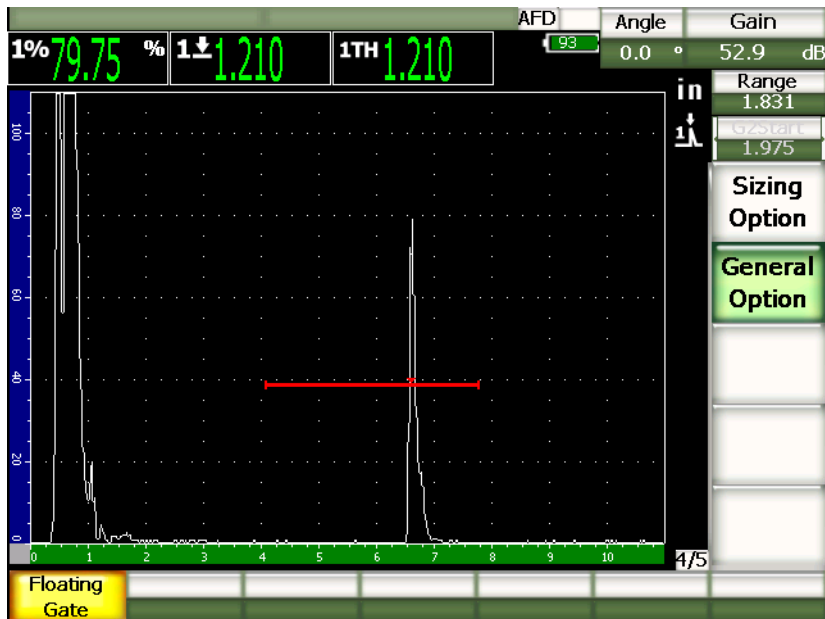 AFD Angle Gain
1% 79.75 % 1 1.210 1TH 1.210 93 0.0 ° 52.9 dB
in Range
1.831
100 1 G2Start
1.975
80 Sizing
Option
60 General
Option
40
20
0
0 1 2 3 4 5 6 7 8 9 10 4/5
Floating
Gate